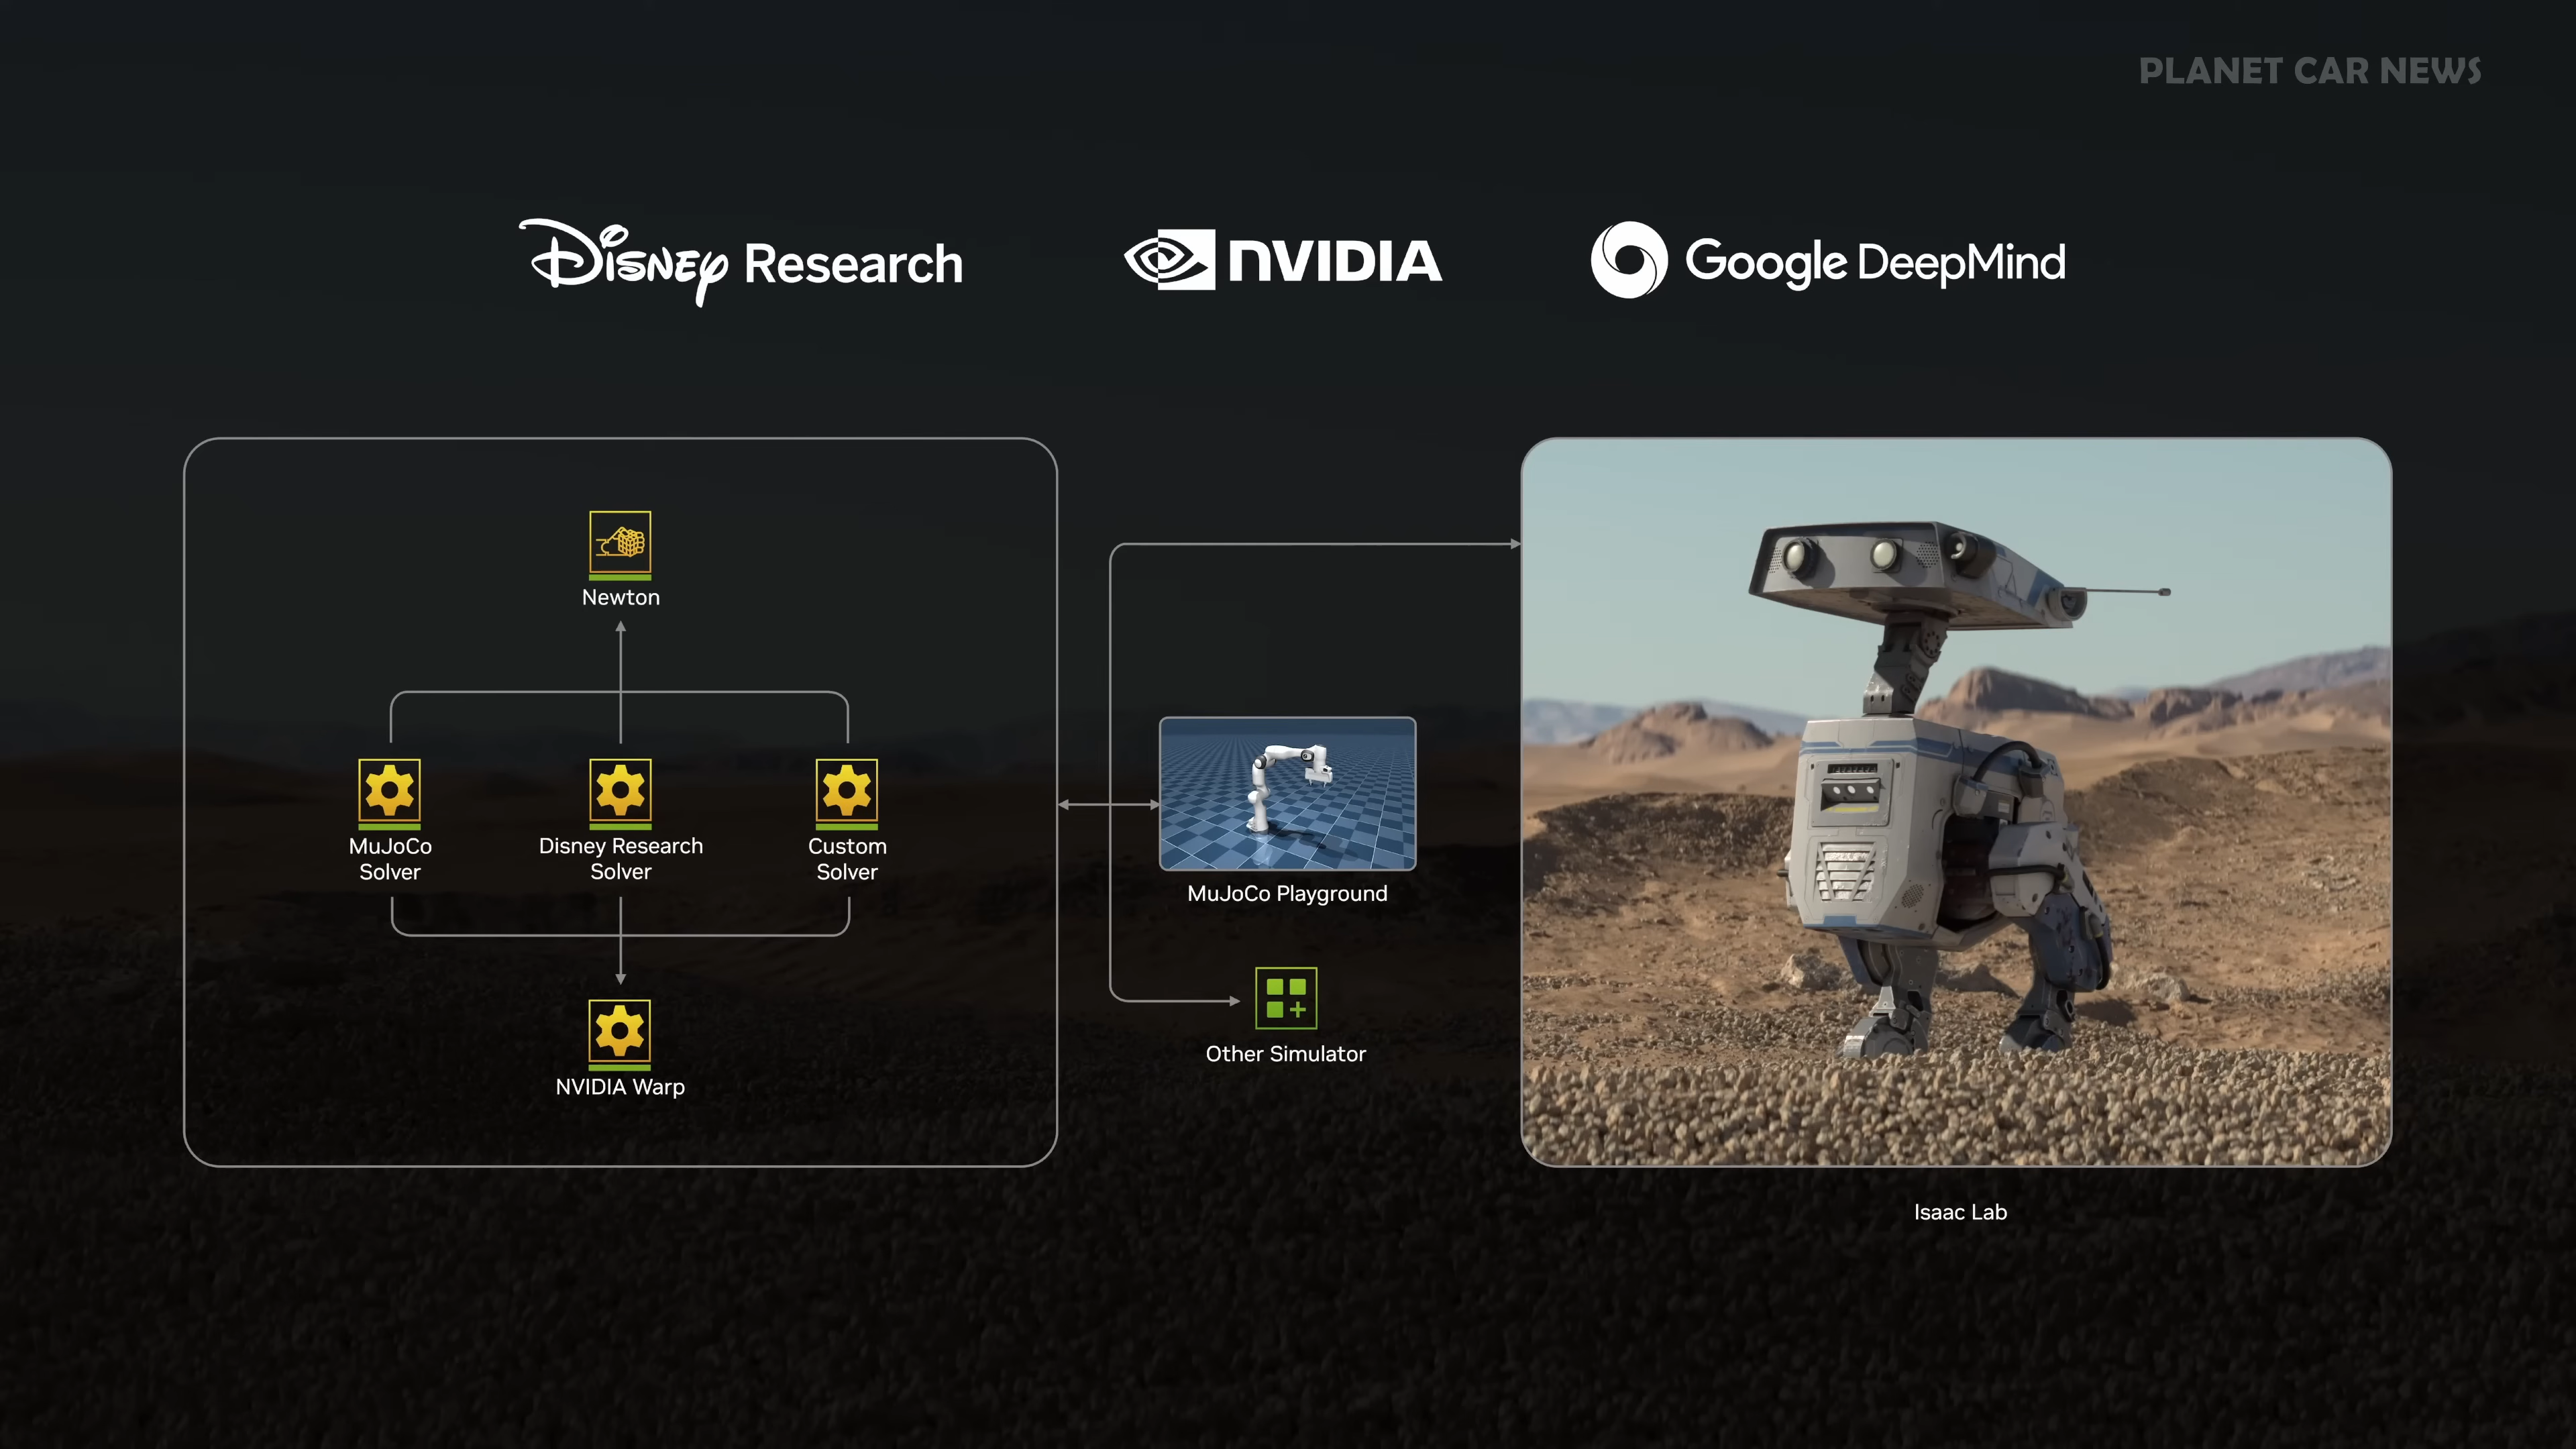 PLANET CAR NEWS
Disney Research
NVIDIA
Google DeepMind
Newton
MuJoCo
Solver
Disney Research
Solver
Custom
Solver
NVIDIA Warp
MuJoCo Playground
Other Simulator
Isaac Lab